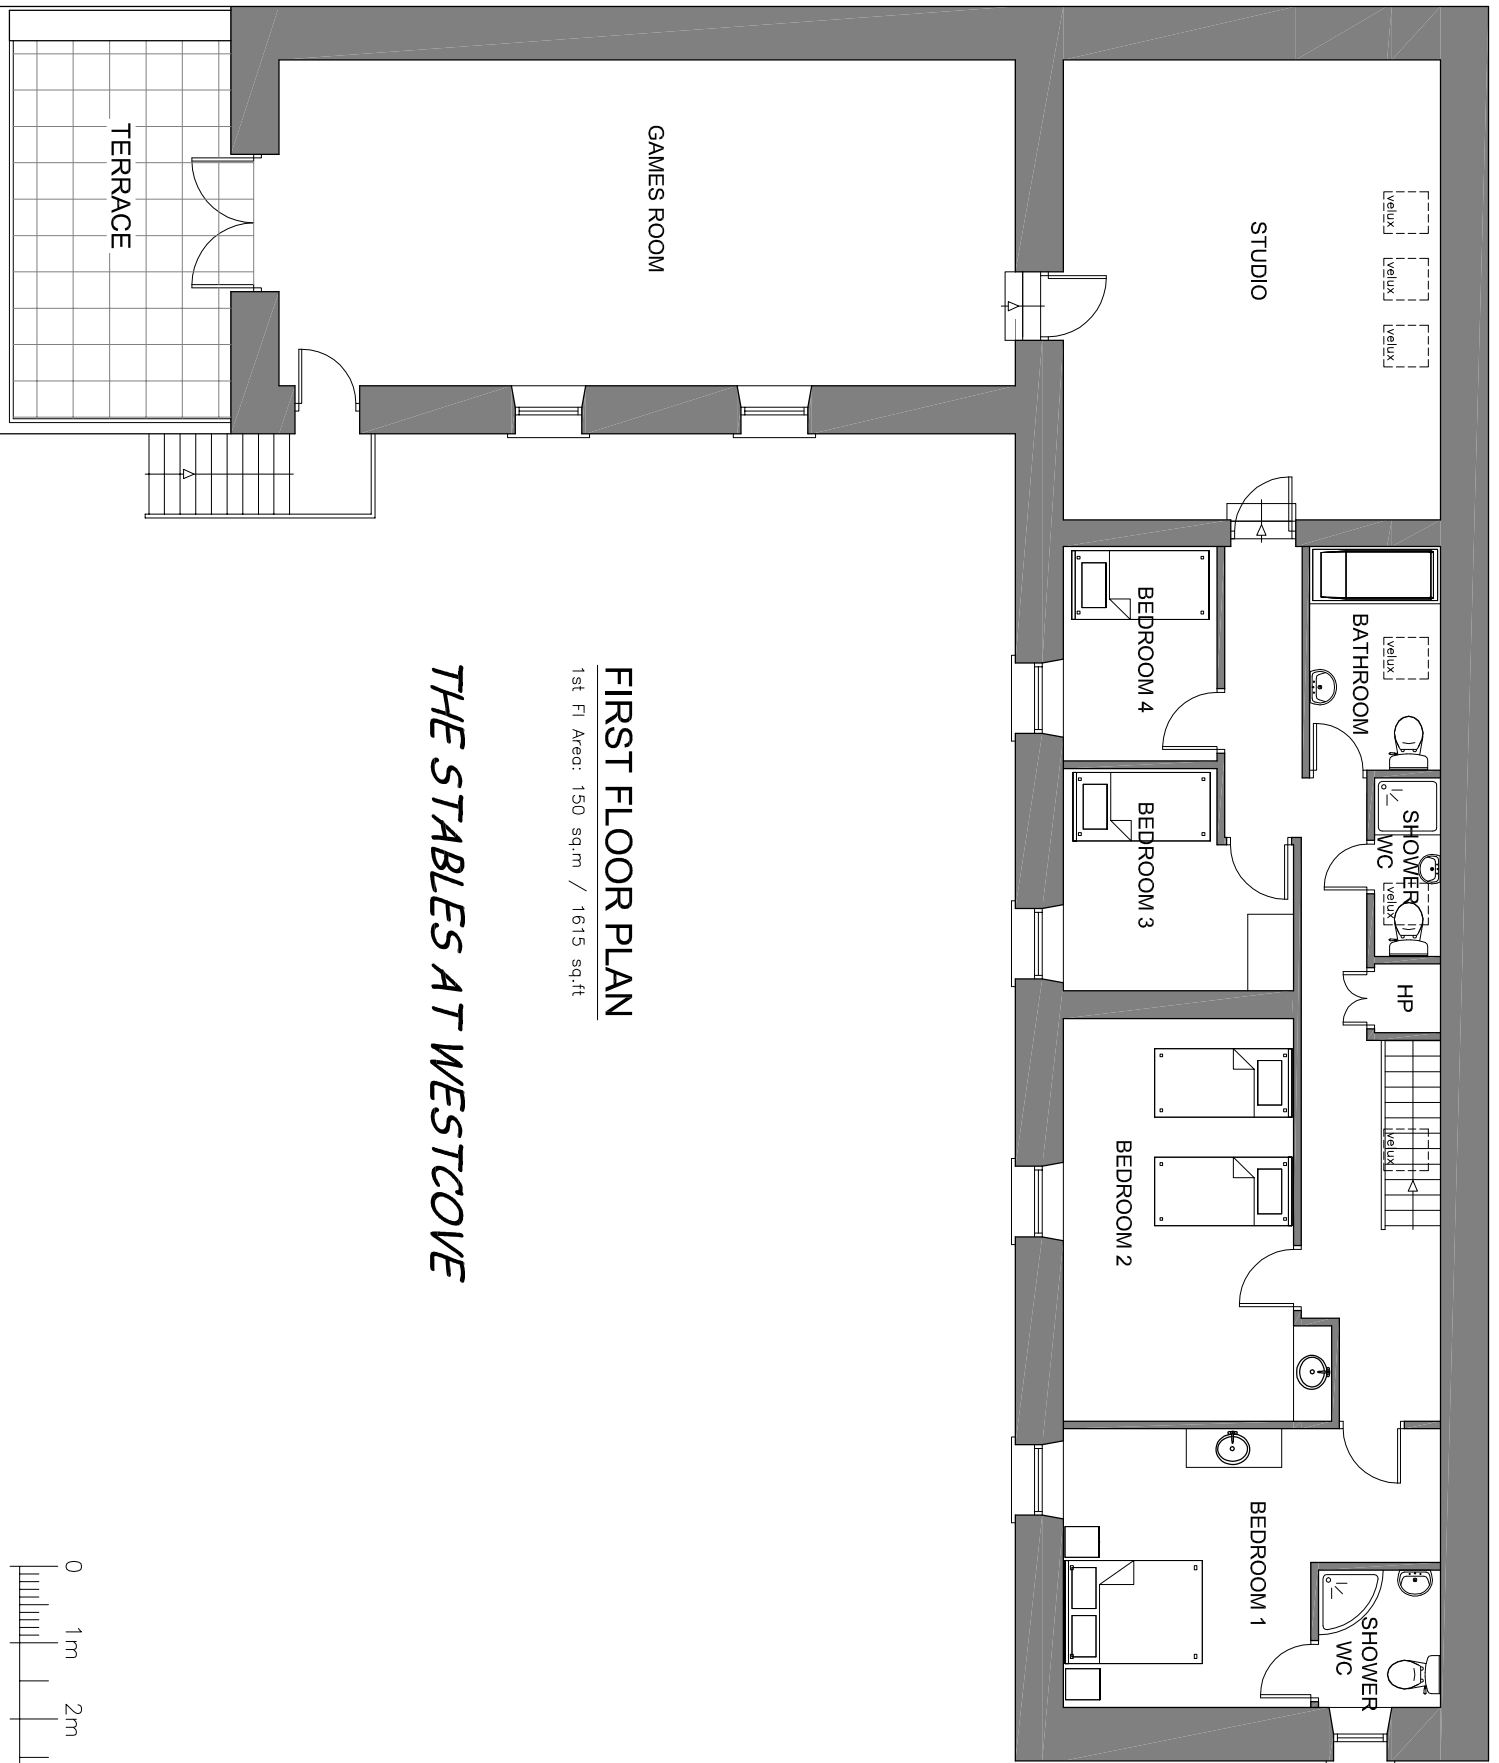 velux
velux
velux
STUDIO
GAMES ROOM
TERRACE
velux
BATHROOM
BEDROOM 4
SHOWER
WC
velux
BEDROOM 3
HP
velux
BEDROOM 2
BEDROOM 1
SHOWER
WC
FIRST FLOOR PLAN
1st Fl Area: 150 sq.m / 1615 sq.ft
THE STABLES AT WESTCOVE
0 1m 2m